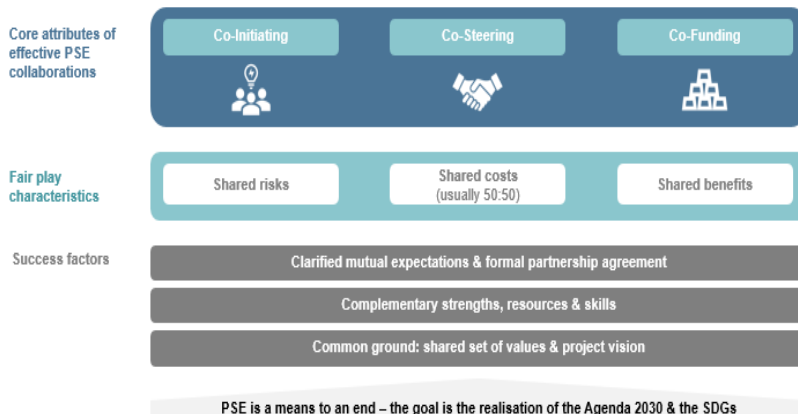 Core attributes of
effective PSE
collaborations
Co-Initiating
Co-Steering
Co-Funding
Fair play
characteristics
Shared risks
Shared costs
(usually 50:50)
Shared benefits
Success factors
Clarified mutual expectations & formal partnership agreement
Complementary strengths, resources & skills
Common ground: shared set of values & project vision
PSE is a means to an end – the goal is the realisation of the Agenda 2030 & the SDGs